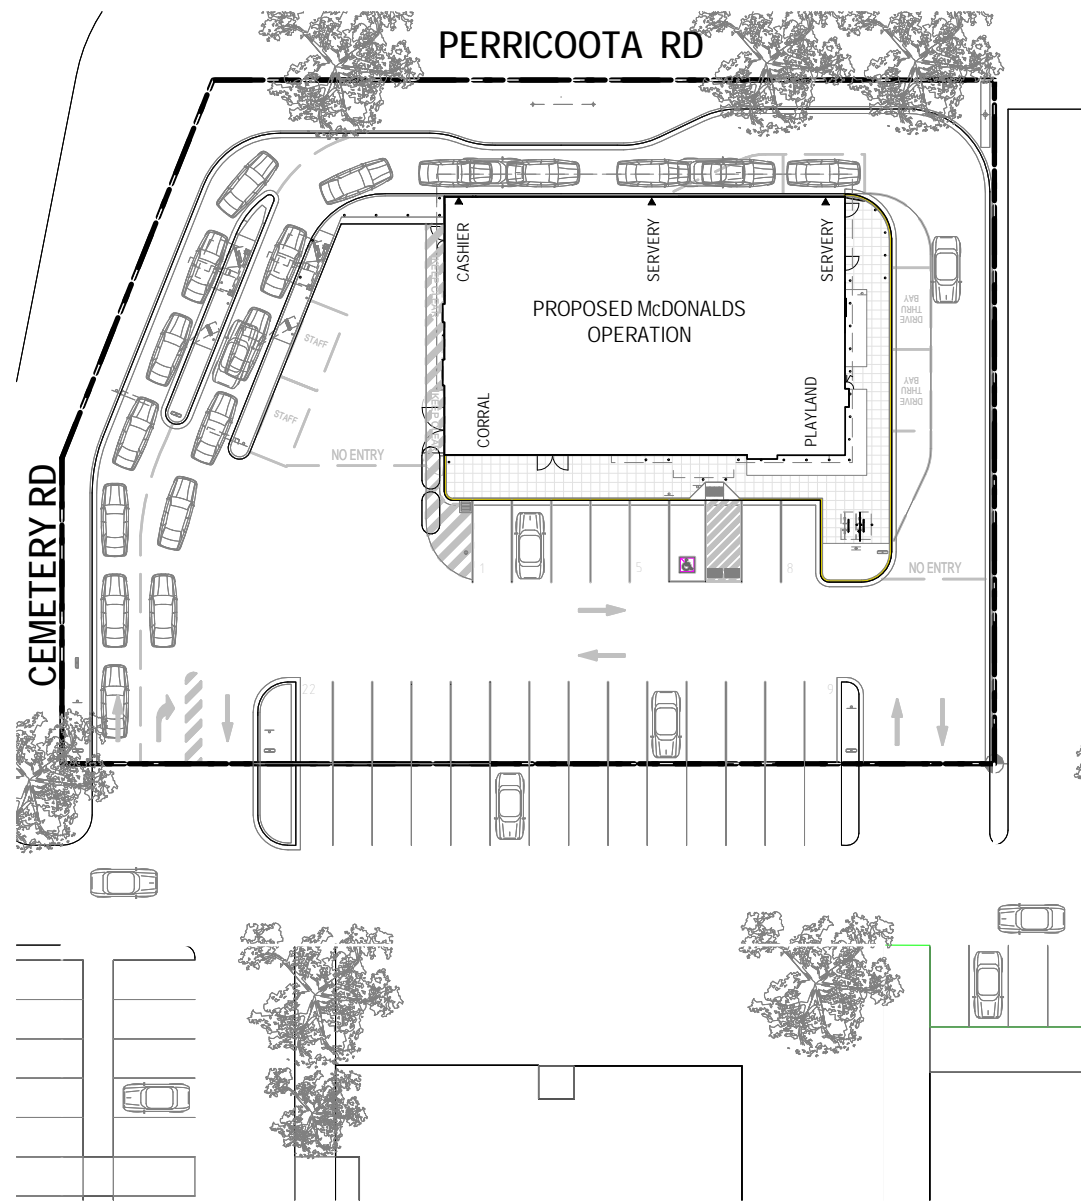 PERRICOOTA RD
CASHIER
SERVERY
SERVERY
PROPOSED McDONALDS
OPERATION
DRIVE
THRU
BAY
STAFF
DRIVE
THRU
BAY
STAFF
CORRAL
PLAYLAND
NO ENTRY
CEMETERY RD
1
5
8
NO ENTRY
22
9